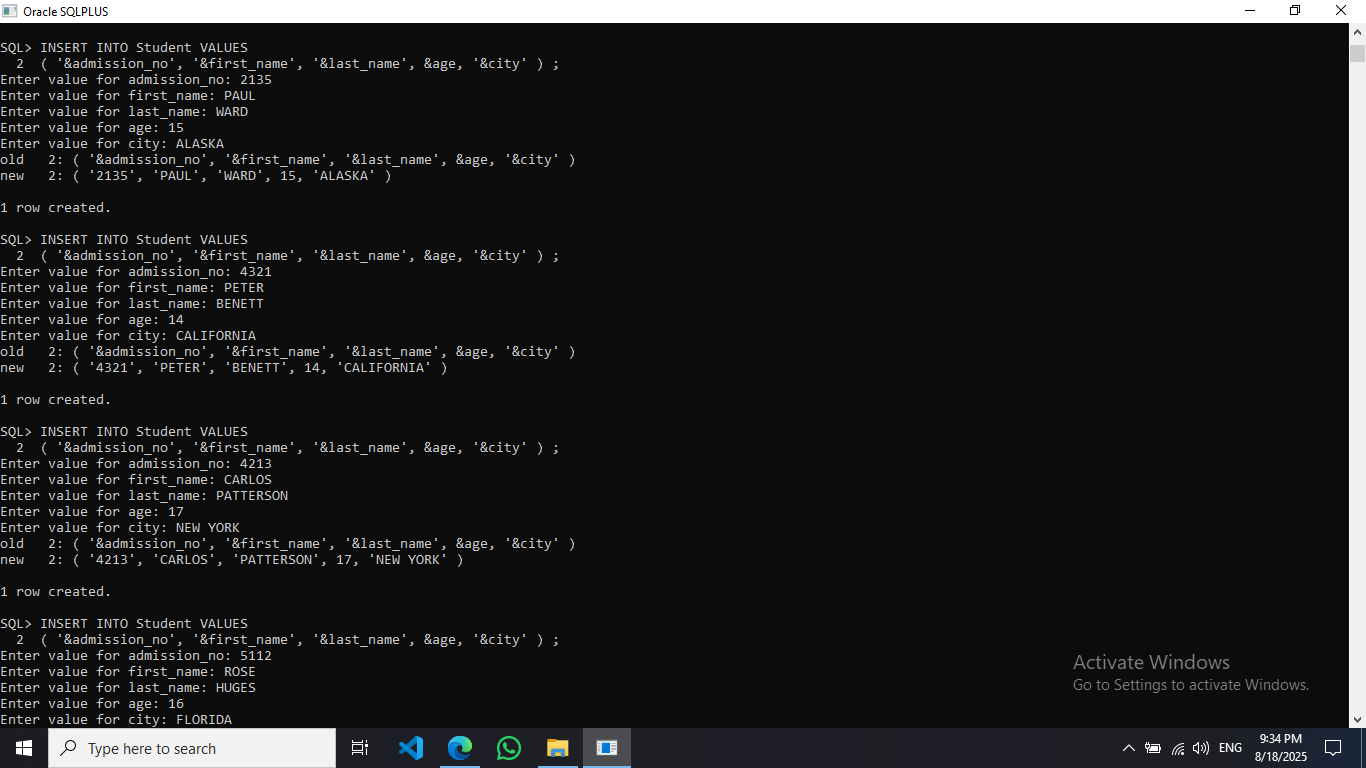 Oracle SQLPLUS
SQL> INSERT INTO Student VALUES
  2  ( '&admission_no', '&first_name', '&last_name', &age, '&city' ) ;
Enter value for admission_no: 2135
Enter value for first_name: PAUL
Enter value for last_name: WARD
Enter value for age: 15
Enter value for city: ALASKA
old   2: ( '&admission_no', '&first_name', '&last_name', &age, '&city' )
new   2: ( '2135', 'PAUL', 'WARD', 15, 'ALASKA' )
1 row created.
SQL> INSERT INTO Student VALUES
  2  ( '&admission_no', '&first_name', '&last_name', &age, '&city' ) ;
Enter value for admission_no: 4321
Enter value for first_name: PETER
Enter value for last_name: BENETT
Enter value for age: 14
Enter value for city: CALIFORNIA
old   2: ( '&admission_no', '&first_name', '&last_name', &age, '&city' )
new   2: ( '4321', 'PETER', 'BENETT', 14, 'CALIFORNIA' )
1 row created.
SQL> INSERT INTO Student VALUES
  2  ( '&admission_no', '&first_name', '&last_name', &age, '&city' ) ;
Enter value for admission_no: 4213
Enter value for first_name: CARLOS
Enter value for last_name: PATTERSON
Enter value for age: 17
Enter value for city: NEW YORK
old   2: ( '&admission_no', '&first_name', '&last_name', &age, '&city' )
new   2: ( '4213', 'CARLOS', 'PATTERSON', 17, 'NEW YORK' )
1 row created.
SQL> INSERT INTO Student VALUES
  2  ( '&admission_no', '&first_name', '&last_name', &age, '&city' ) ;
Enter value for admission_no: 5112
Enter value for first_name: ROSE
Enter value for last_name: HUGES
Enter value for age: 16
Enter value for city: FLORIDA
Activate Windows
Go to Settings to activate Windows.
Type here to search
ENG
9:34 PM
8/18/2025